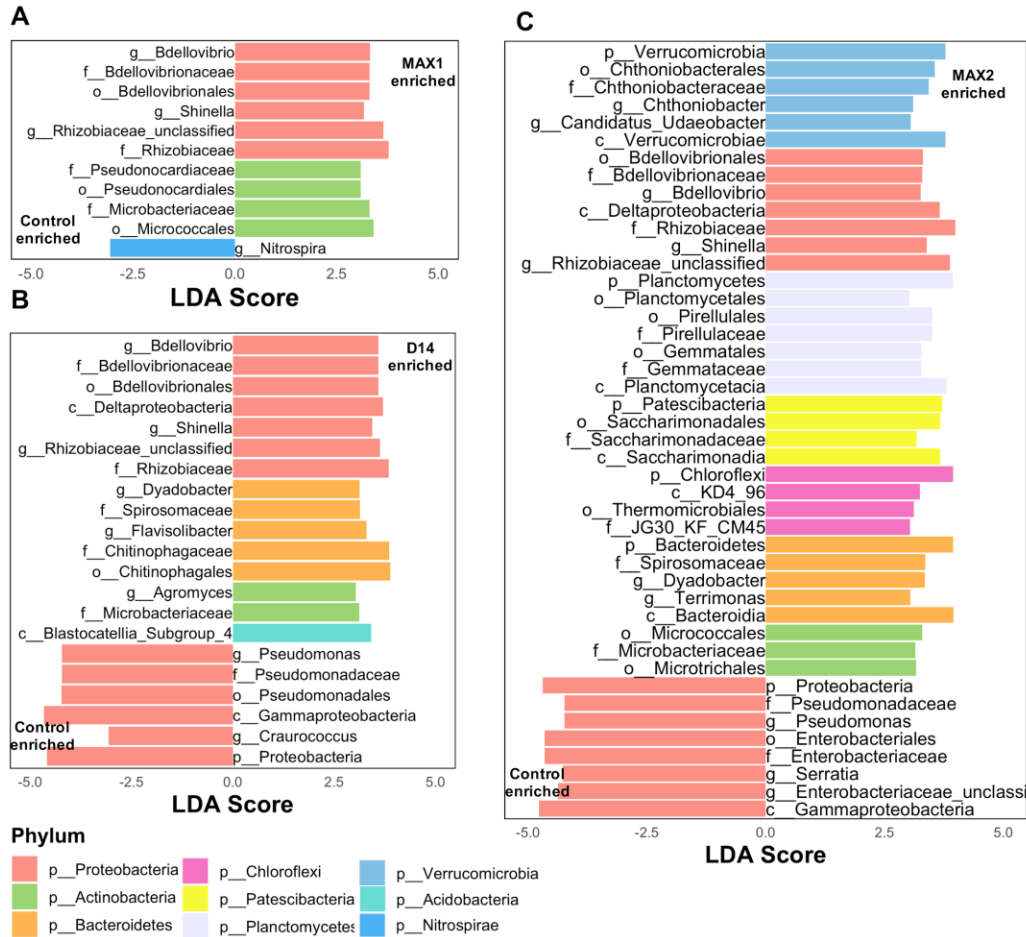 A
g__Bdellovibrio
f__Bdellovibrionaceae
o__Bdellovibrionales
g__Shinella
g__Rhizobiaceae_unclassified
f__Rhizobiaceae
f__Pseudonocardiaceae
o__Pseudonocardiales
f__Microbacteriaceae
o__Micrococcales
g__Nitrospira
MAX1
enriched
Control
enriched
-5.0 -2.5 0.0 2.5 5.0
LDA Score
B
g__Bdellovibrio
f__Bdellovibrionaceae
o__Bdellovibrionales
c__Deltaproteobacteria
g__Shinella
g__Rhizobiaceae_unclassified
f__Rhizobiaceae
g__Dyadobacter
f__Spirosomaceae
g__Flavisolibacter
f__Chitinophagaceae
o__Chitinophagales
g__Agromyces
f__Microbacteriaceae
c__Blastocatellia_Subgroup_4
g__Pseudomonas
f__Pseudomonadaceae
o__Pseudomonadales
c__Gammaproteobacteria
g__Craurococcus
p__Proteobacteria
D14
enriched
Control
enriched
-5.0 -2.5 0.0 2.5 5.0
LDA Score
C
p__Verrucomicrobia
o__Chthoniobacterales
f__Chthoniobacteraceae
g__Chthoniobacter
g__Candidatus_Udaeobacter
c__Verrucomicrobiae
o__Bdellovibrionales
f__Bdellovibrionaceae
g__Bdellovibrio
c__Deltaproteobacteria
f__Rhizobiaceae
g__Shinella
g__Rhizobiaceae_unclassified
p__Planctomycetes
o__Planctomycetales
o__Pirellulales
f__Pirellulaceae
o__Gemmatales
f__Gemmataceae
c__Planctomycetacia
p__Patescibacteria
o__Saccharimonadales
f__Saccharimonadaceae
c__Saccharimonadia
p__Chloroflexi
c__KD4_96
o__Thermomicrobiales
f__JG30_KF_CM45
p__Bacteroidetes
f__Spirosomaceae
g__Dyadobacter
g__Terrimonas
c__Bacteroidia
o__Micrococcales
f__Microbacteriaceae
o__Microtrichales
p__Proteobacteria
f__Pseudomonadaceae
g__Pseudomonas
o__Enterobacteriales
f__Enterobacteriaceae
g__Serratia
g__Enterobacteriaceae_unclassi
c__Gammaproteobacteria
MAX2
enriched
Control
enriched
-5.0 -2.5 0.0 2.5 5.0
LDA Score
Phylum
p__Proteobacteria
p__Actinobacteria
p__Bacteroidetes
p__Chloroflexi
p__Patescibacteria
p__Planctomycetes
p__Verrucomicrobia
p__Acidobacteria
p__Nitrospirae